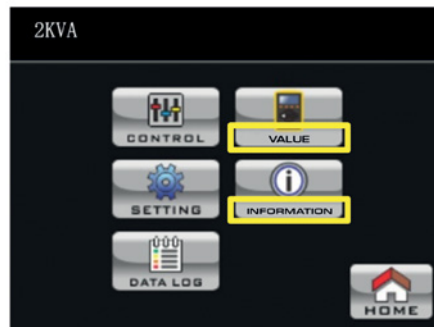 2KVA
CONTROL
VALUE
SETTING
INFORMATION
DATA LOG
HOME